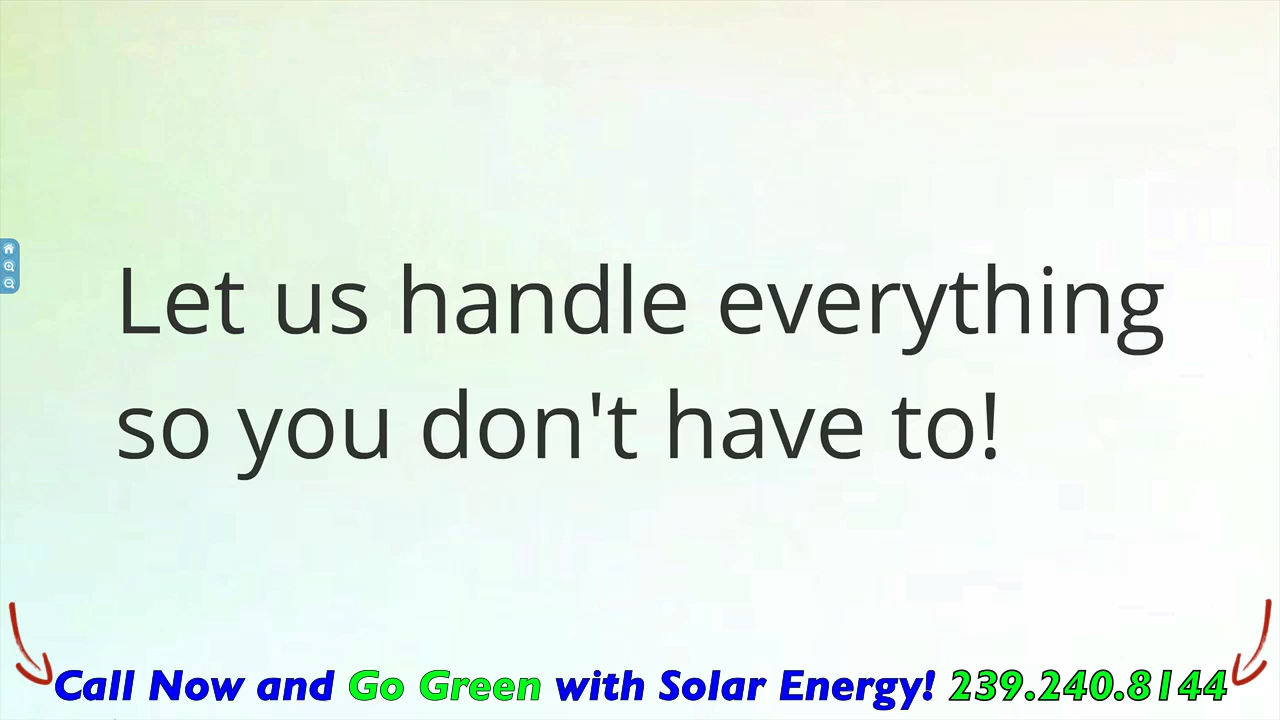 Let us handle everything
so you don't have to!
Call Now and Go Green with Solar Energy! 239.240.8144